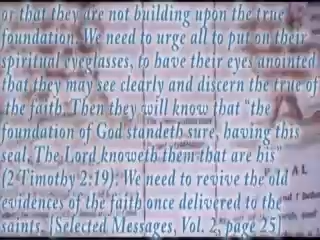 or that they are not building upon the true
foundation. We need to urge all to put on their
spiritual eyeglasses, to have their eyes anointed
that they may see clearly and discern the true of
the faith. Then they will know that "the
foundation of God standeth sure, having this
seal, The Lord knoweth them that are his"
(2 Timothy 2:19). We need to revive the old
evidences of the faith once delivered to the
saints. [Selected Messages, Vol. 2, page 25]